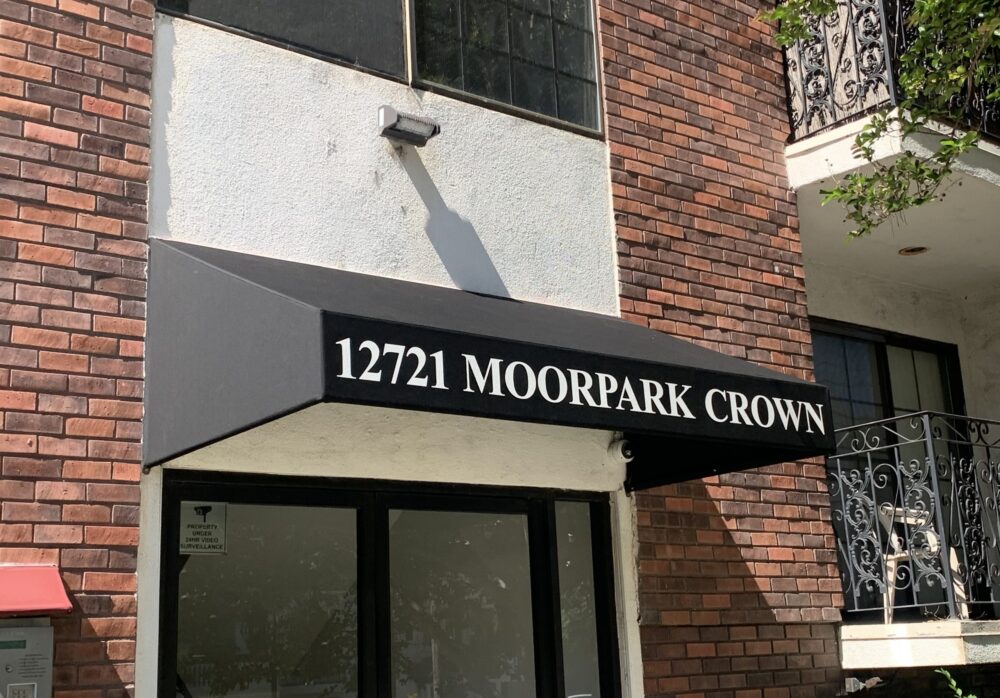 12721 MOORPARK CROWN
PROPERTY
UNDER
24HR VIDEO
SURVEILLANCE